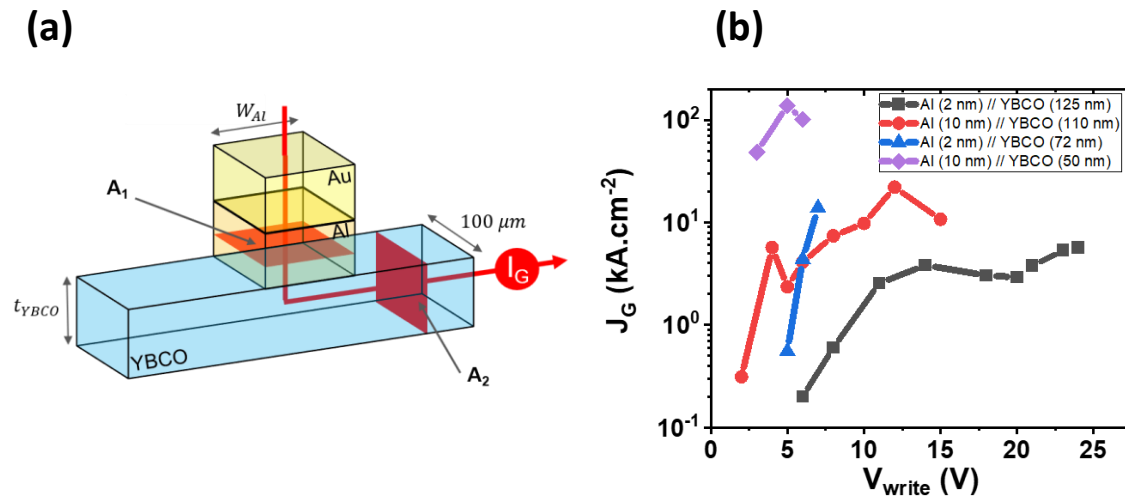 (a)
W_Al
A₁
Au
Al
100 μm
I_G
t_YBCO
YBCO
A₂
(b)
Al (2 nm) // YBCO (125 nm)
Al (10 nm) // YBCO (110 nm)
Al (2 nm) // YBCO (72 nm)
Al (10 nm) // YBCO (50 nm)
J_G (kA.cm⁻²)
10²
10¹
10⁰
10⁻¹
0 5 10 15 20
V_write (V)